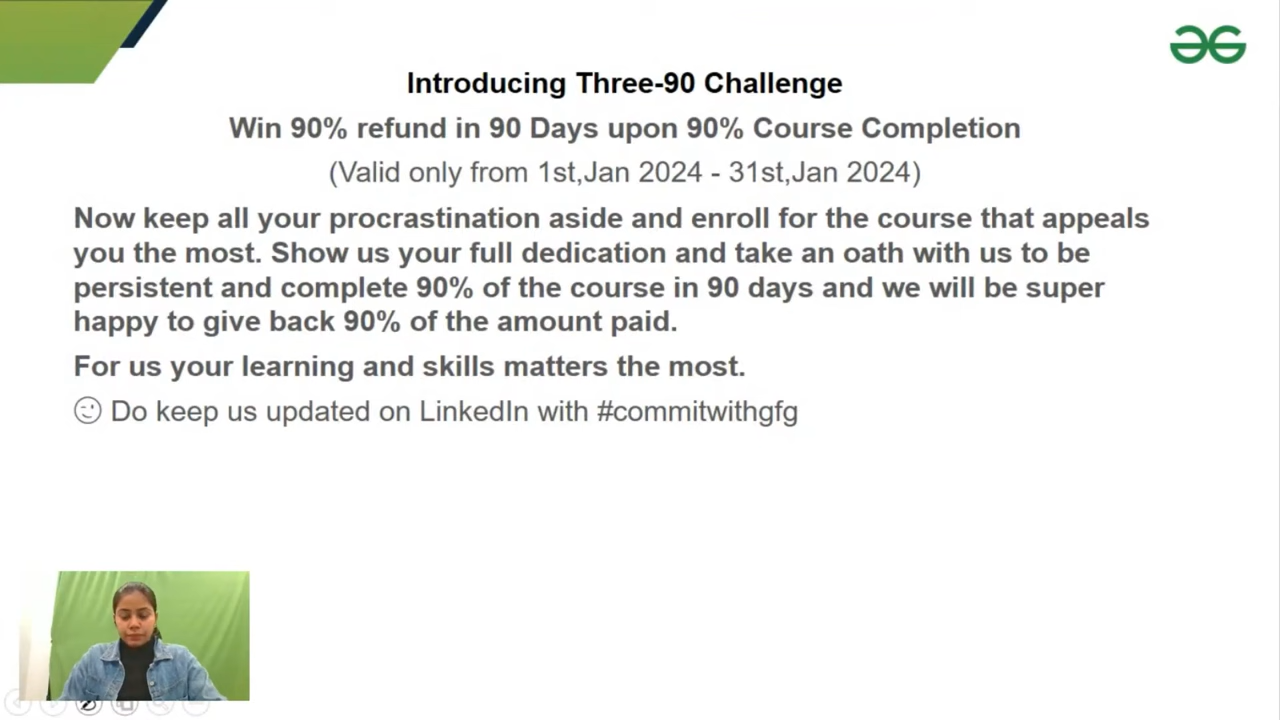 Introducing Three-90 Challenge
Win 90% refund in 90 Days upon 90% Course Completion
(Valid only from 1st,Jan 2024 - 31st,Jan 2024)
Now keep all your procrastination aside and enroll for the course that appeals
you the most. Show us your full dedication and take an oath with us to be
persistent and complete 90% of the course in 90 days and we will be super
happy to give back 90% of the amount paid.
For us your learning and skills matters the most.
Do keep us updated on LinkedIn with #commitwithgfg